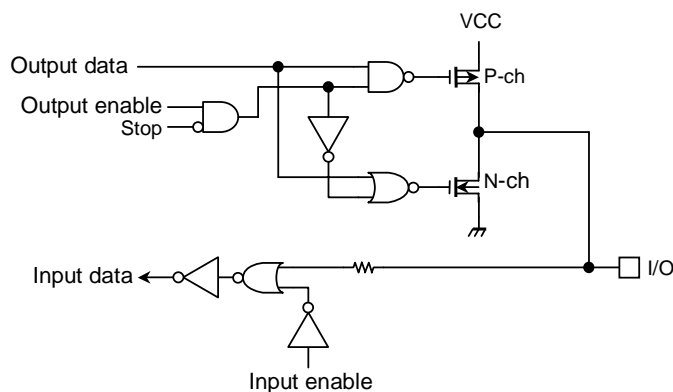 VCC
Output data
P-ch
Output enable
Stop
N-ch
Input data
I/O
Input enable